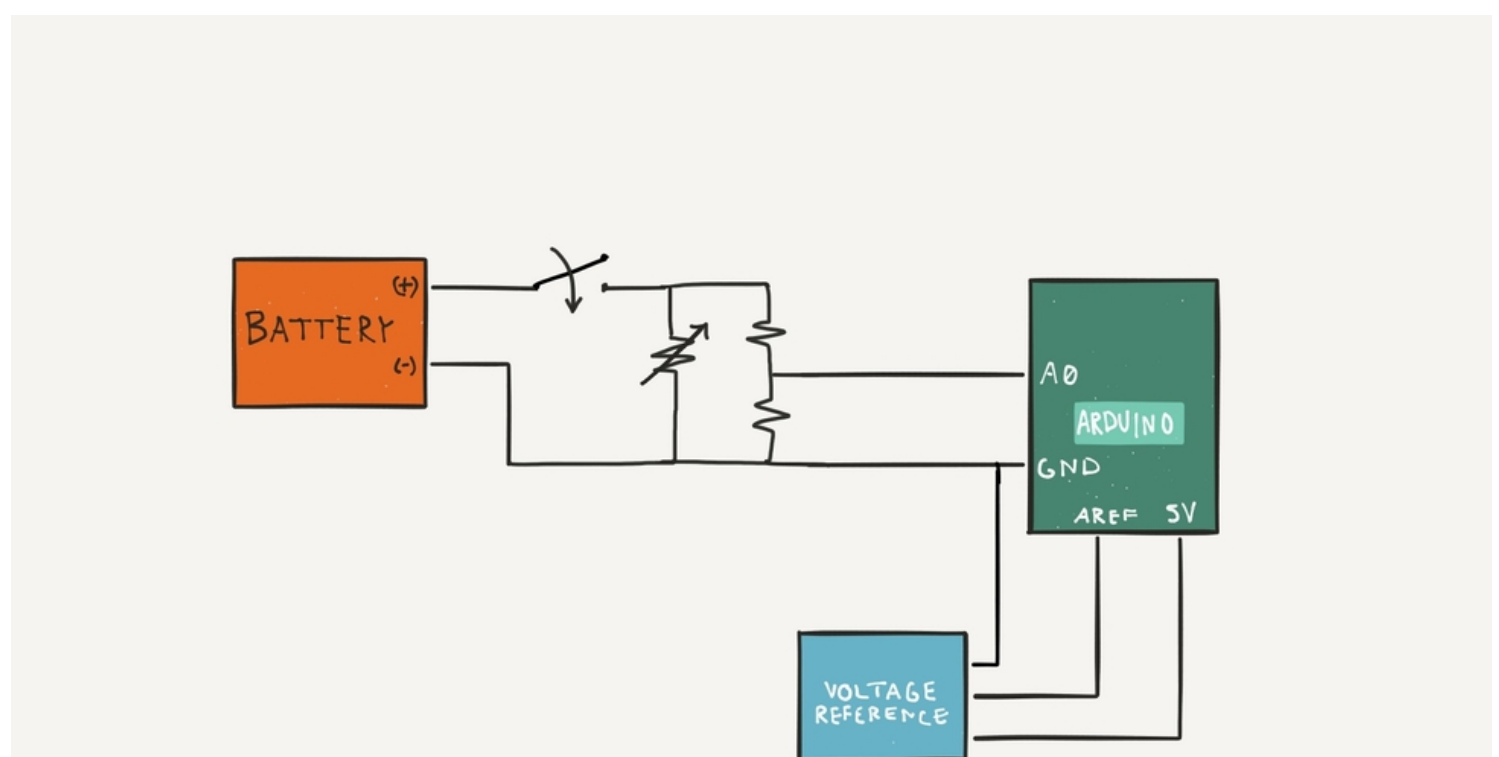 (+)
BATTERY
(-)
A0
ARDUINO
GND
AREF 5V
VOLTAGE
REFERENCE